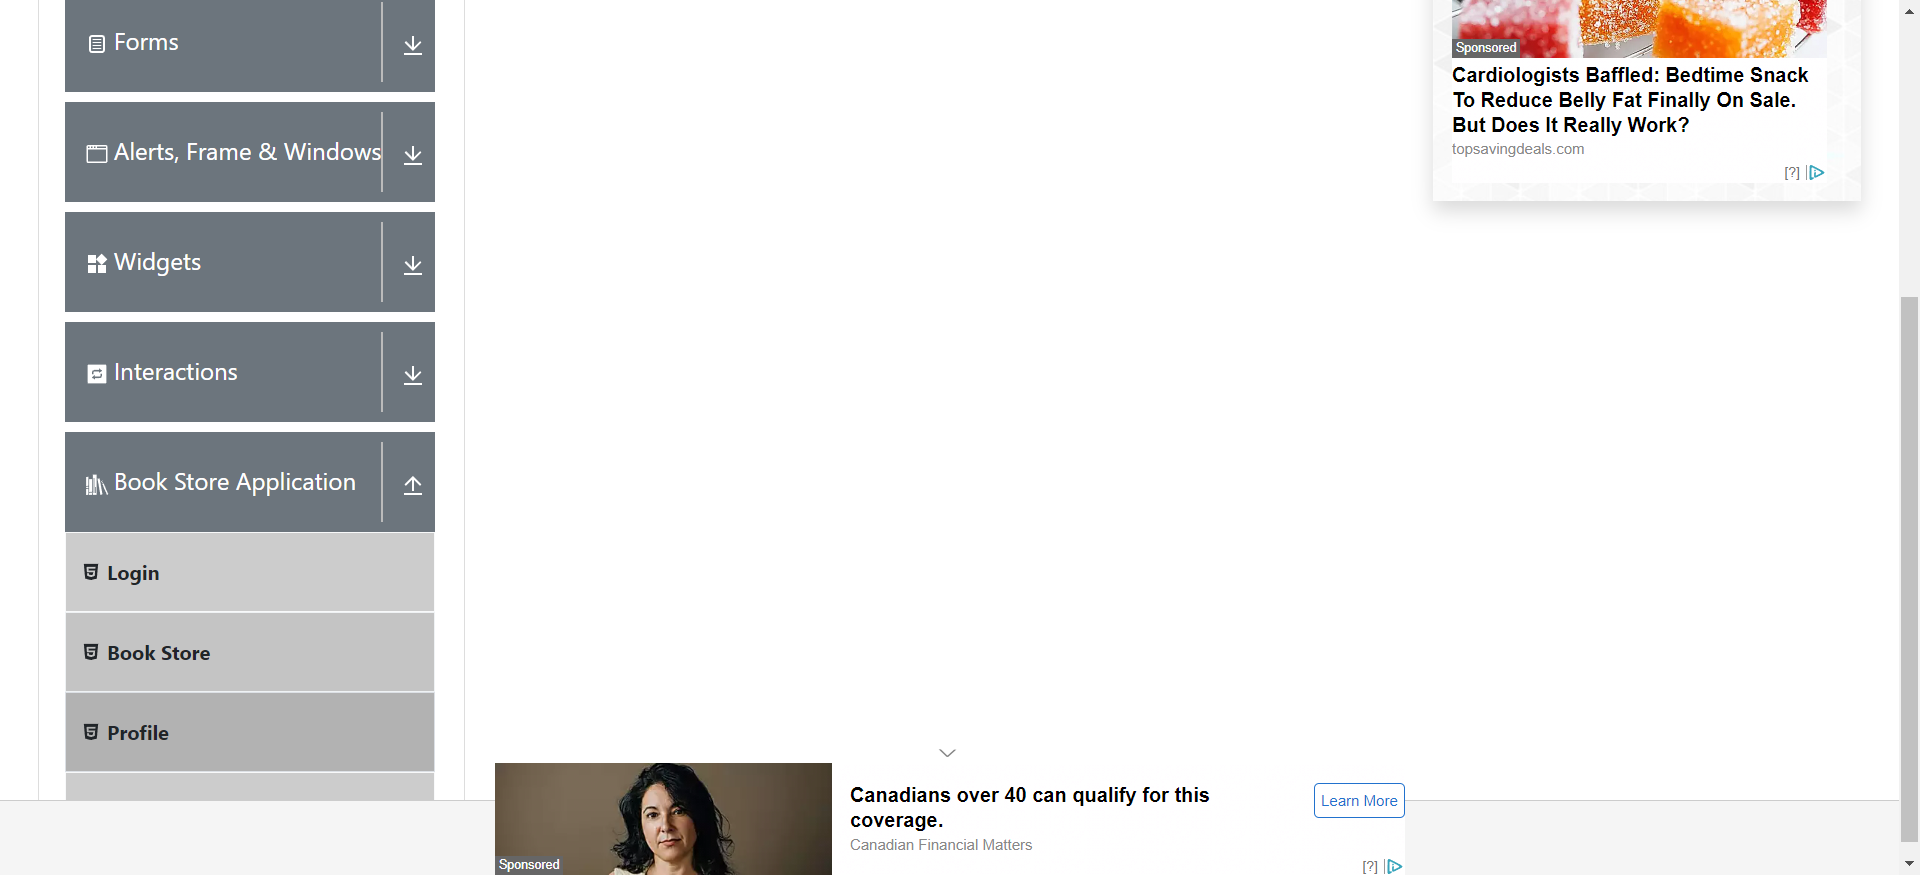 Forms
Alerts, Frame & Windows
Widgets
Interactions
Book Store Application
Login
Book Store
Profile
Sponsored
Cardiologists Baffled: Bedtime Snack
To Reduce Belly Fat Finally On Sale.
But Does It Really Work?
topsavingdeals.com
[?]
Sponsored
Canadians over 40 can qualify for this
coverage.
Canadian Financial Matters
Learn More
[?]